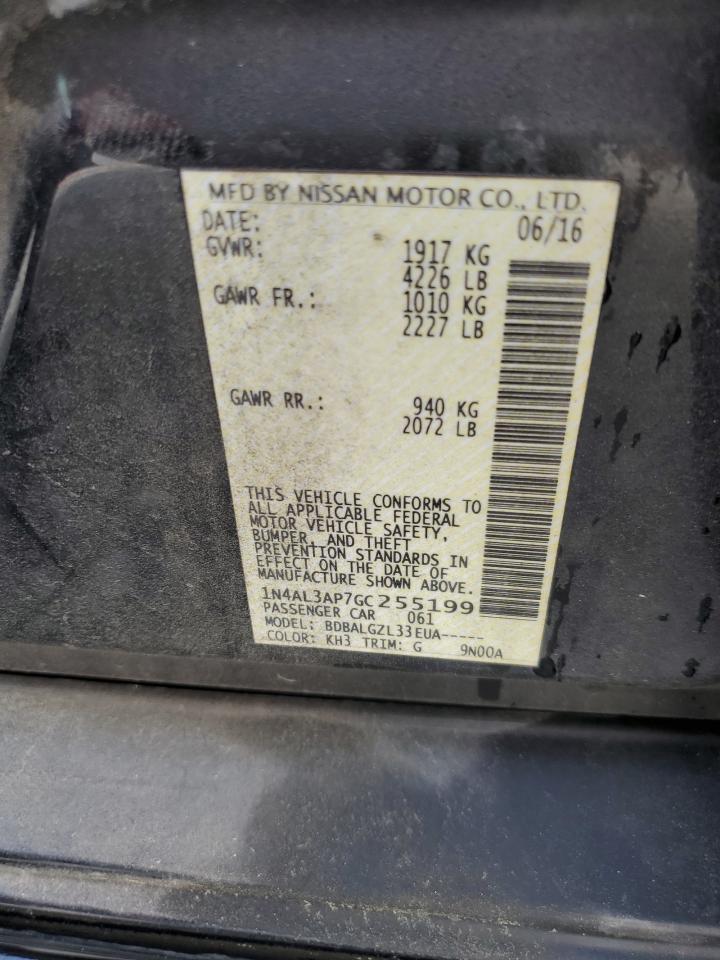 MFD BY NISSAN MOTOR CO., LTD.
DATE: 06/16
GVWR: 1917 KG
4226 LB
GAWR FR.: 1010 KG
2227 LB
GAWR RR.: 940 KG
2072 LB
THIS VEHICLE CONFORMS TO
ALL APPLICABLE FEDERAL
MOTOR VEHICLE SAFETY,
BUMPER, AND THEFT
PREVENTION STANDARDS IN
EFFECT ON THE DATE OF
MANUFACTURE SHOWN ABOVE.
1N4AL3AP7GC255199
PASSENGER CAR 061
MODEL: BDBALGZL33EUA-----
COLOR: KH3 TRIM: G 9N00A